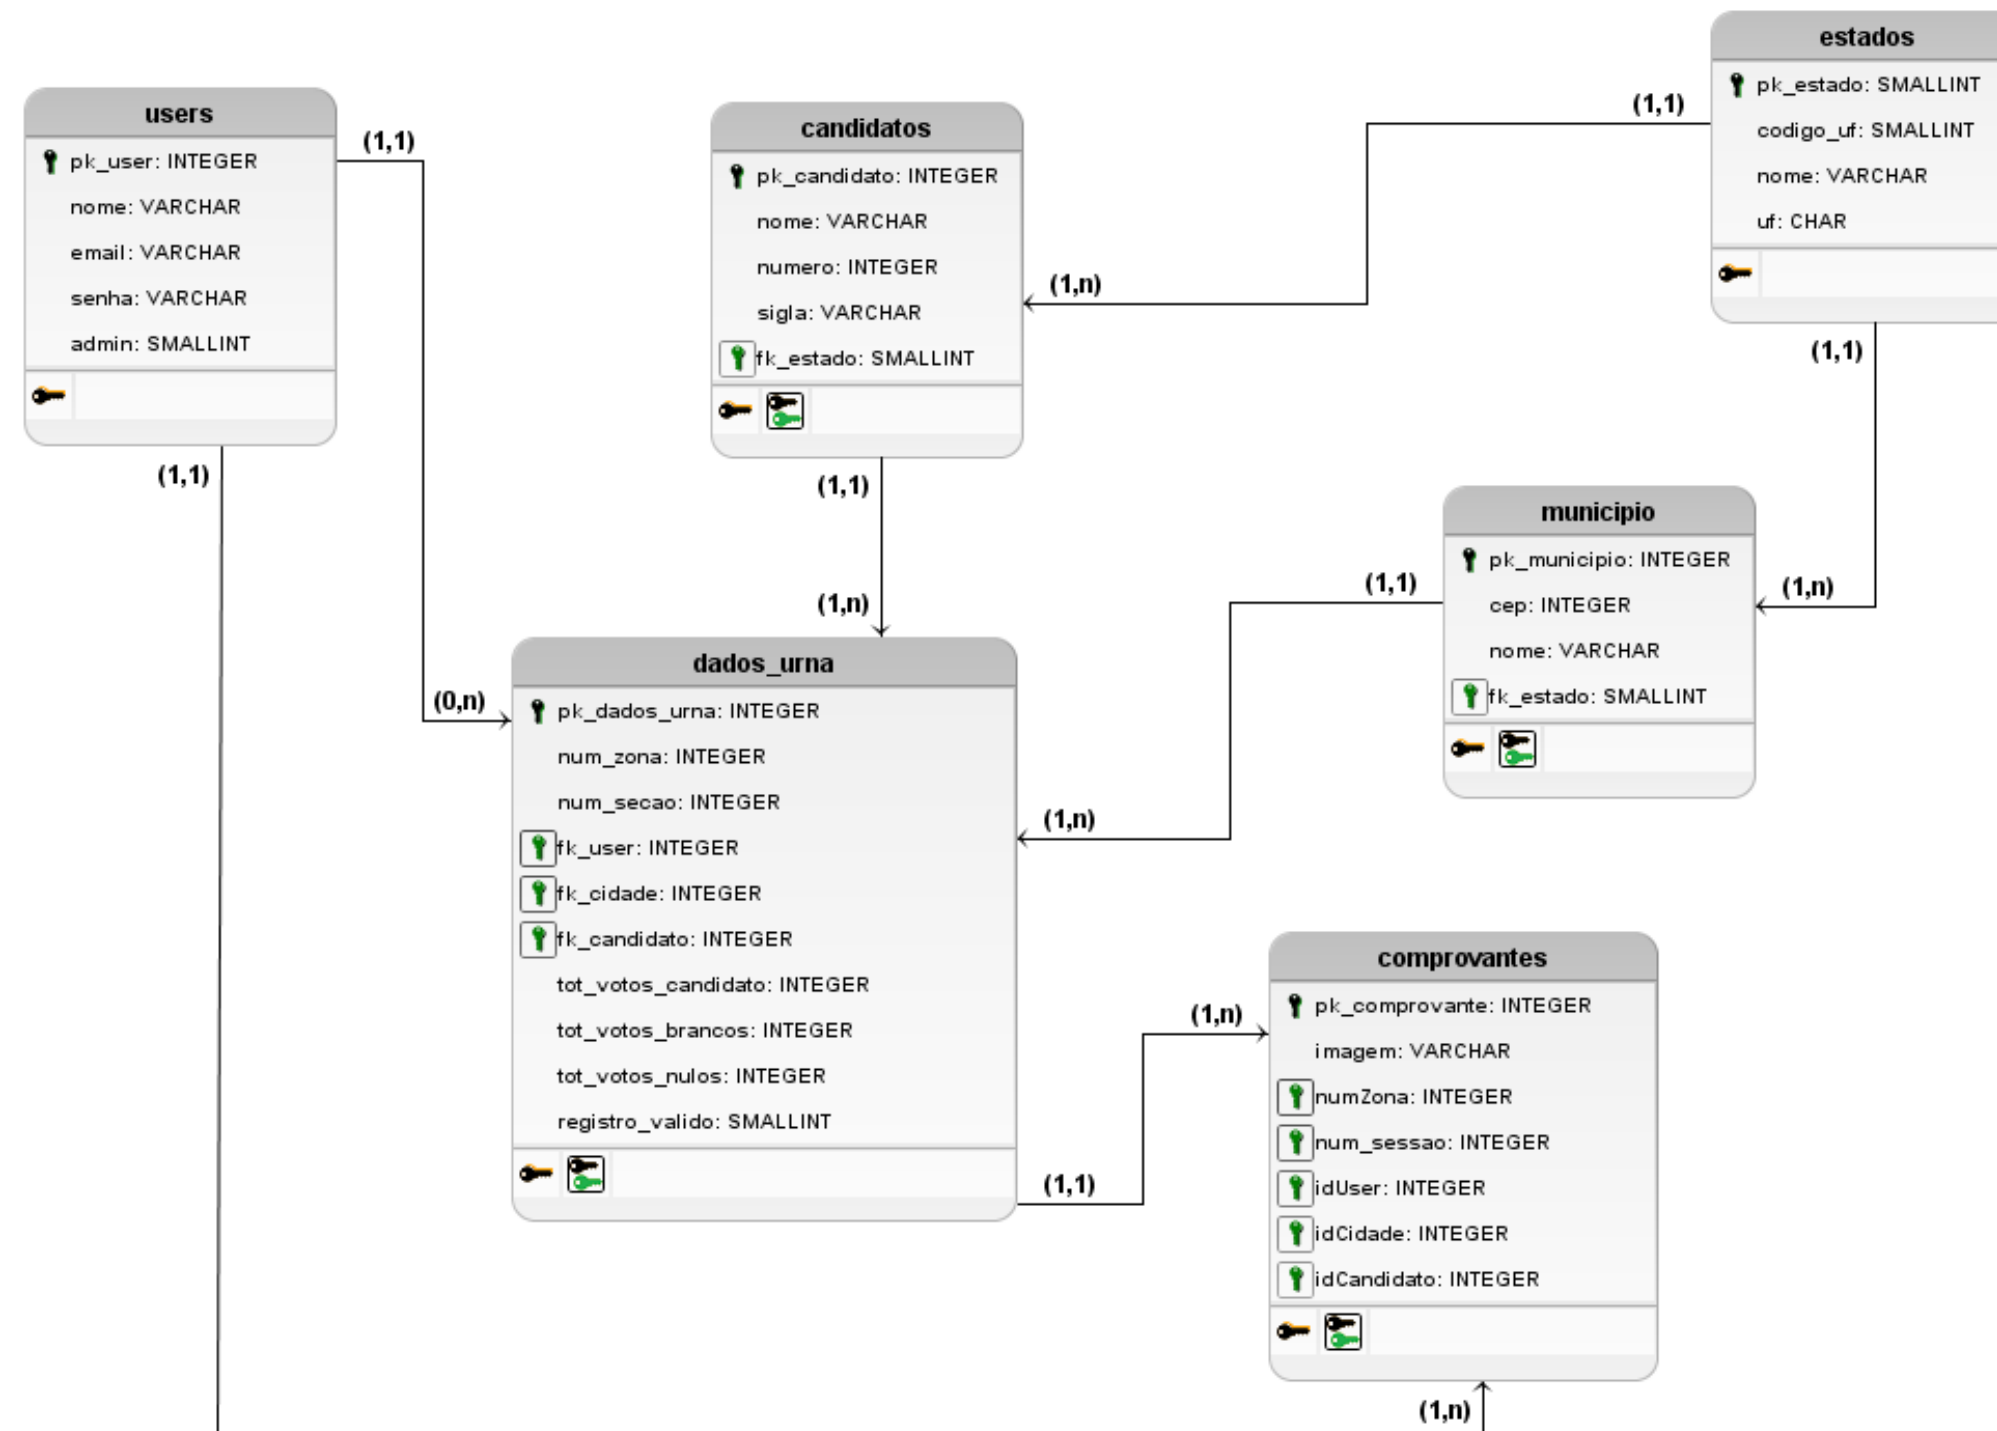 users
pk_user: INTEGER
nome: VARCHAR
email: VARCHAR
senha: VARCHAR
admin: SMALLINT
(1,1)
(1,1)
(0,n)
candidatos
pk_candidato: INTEGER
nome: VARCHAR
numero: INTEGER
sigla: VARCHAR
fk_estado: SMALLINT
(1,n)
(1,1)
(1,1)
(1,n)
estados
pk_estado: SMALLINT
codigo_uf: SMALLINT
nome: VARCHAR
uf: CHAR
(1,1)
municipio
pk_municipio: INTEGER
cep: INTEGER
nome: VARCHAR
fk_estado: SMALLINT
(1,n)
(1,1)
(1,n)
dados_urna
pk_dados_urna: INTEGER
num_zona: INTEGER
num_secao: INTEGER
fk_user: INTEGER
fk_cidade: INTEGER
fk_candidato: INTEGER
tot_votos_candidato: INTEGER
tot_votos_brancos: INTEGER
tot_votos_nulos: INTEGER
registro_valido: SMALLINT
(1,1)
(1,n)
comprovantes
pk_comprovante: INTEGER
imagem: VARCHAR
numZona: INTEGER
num_sessao: INTEGER
idUser: INTEGER
idCidade: INTEGER
idCandidato: INTEGER
(1,n)